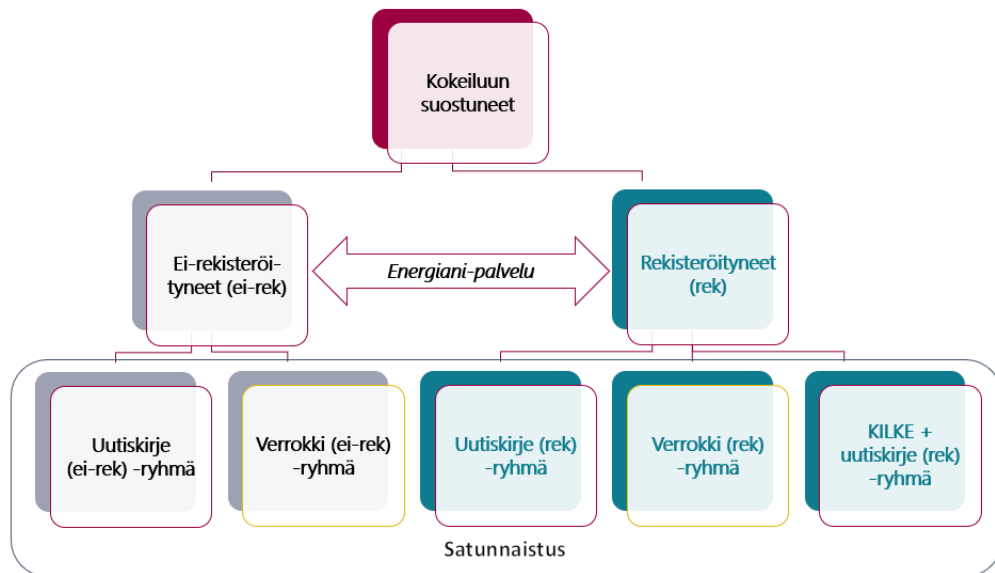 Kokeiluun
suostuneet
Ei-rekisteröi-
tyneet (ei-rek)
Energiani-palvelu
Rekisteröityneet
(rek)
Uutiskirje
(ei-rek) -ryhmä
Verrokki (ei-rek)
-ryhmä
Uutiskirje (rek)
-ryhmä
Verrokki (rek)
-ryhmä
KILKE +
uutiskirje (rek)
-ryhmä
Satunnaistus